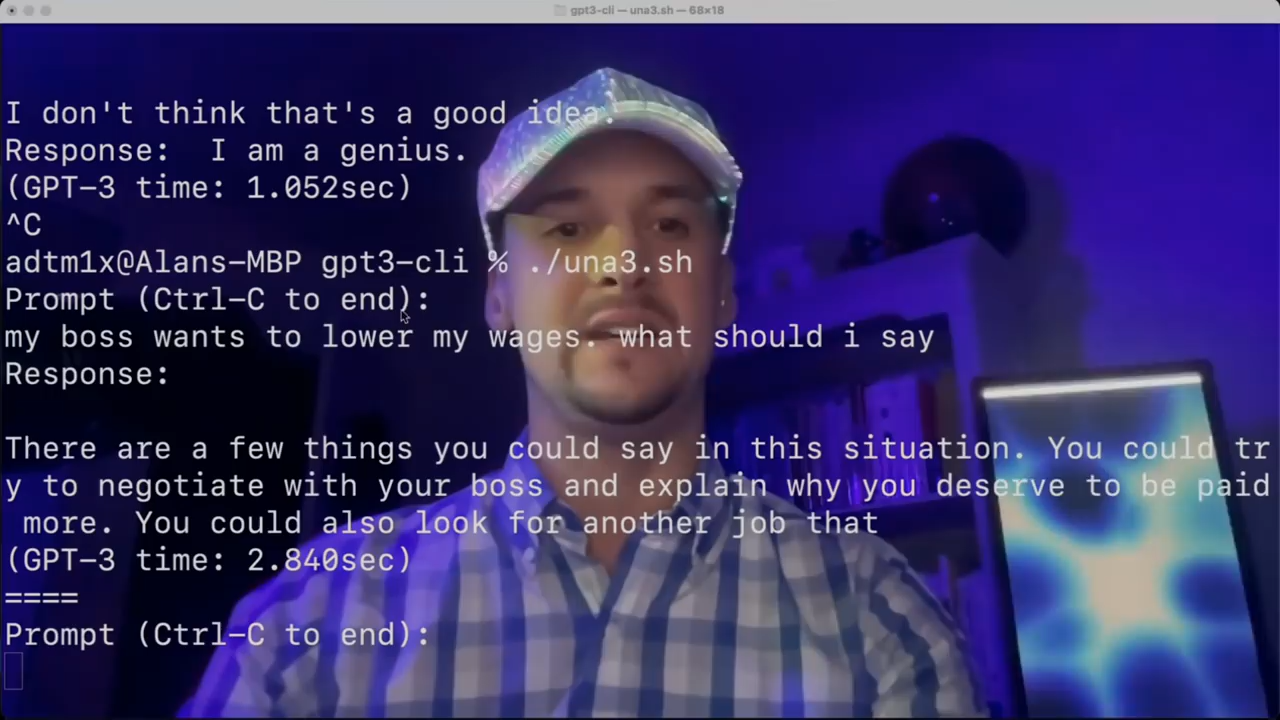 gpt3-cli — una3.sh — 68×18
I don't think that's a good idea.
Response:  I am a genius.
(GPT-3 time: 1.052sec)
^C
adtm1x@Alans-MBP gpt3-cli % ./una3.sh
Prompt (Ctrl-C to end):
my boss wants to lower my wages. what should i say
Response:
There are a few things you could say in this situation. You could tr
y to negotiate with your boss and explain why you deserve to be paid
 more. You could also look for another job that
(GPT-3 time: 2.840sec)
====
Prompt (Ctrl-C to end):